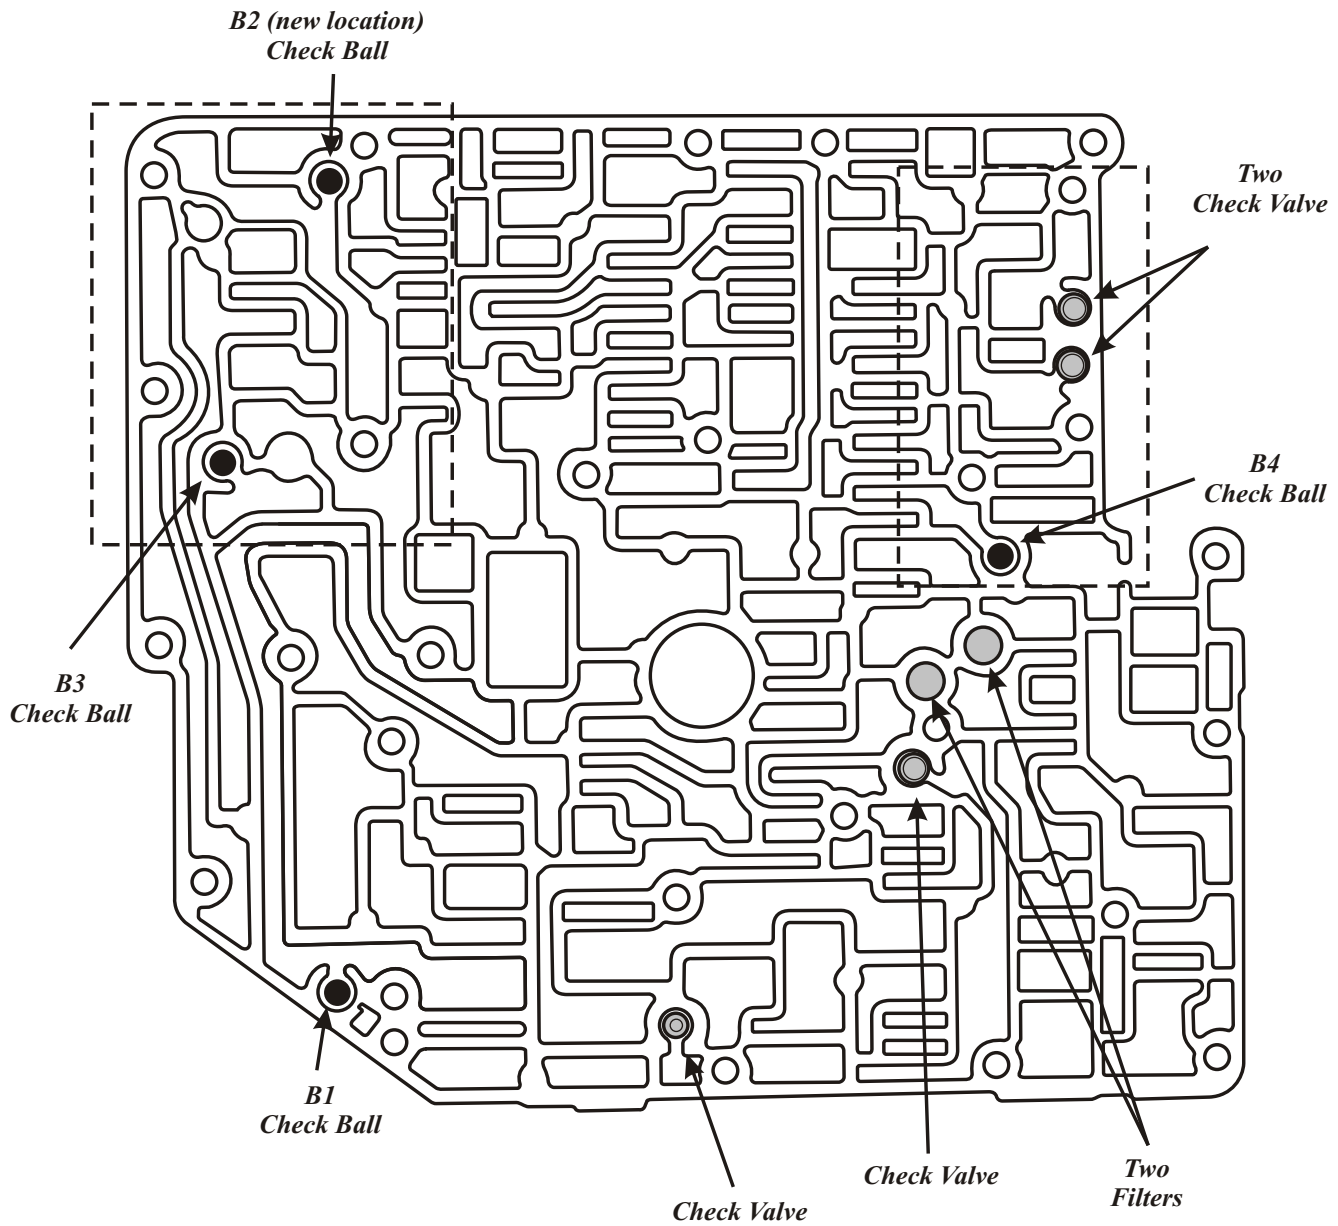 B2 (new location)
Check Ball
Two
Check Valve
B4
Check Ball
B3
Check Ball
B1
Check Ball
Check Valve
Two
Filters
Check Valve